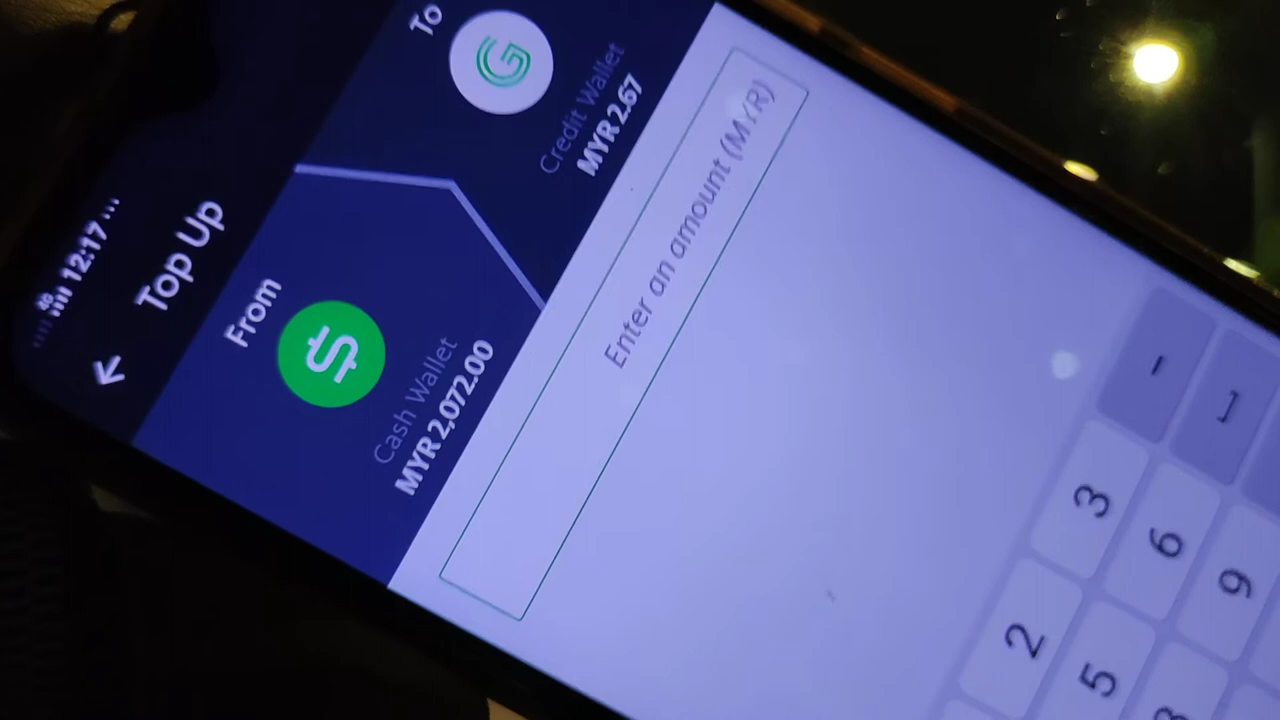 4G 12:17 ...
Top Up
From
To
$
G
Cash Wallet
MYR 2,072.00
Credit Wallet
MYR 2.67
Enter an amount (MYR)
2 3 -
5 6
9